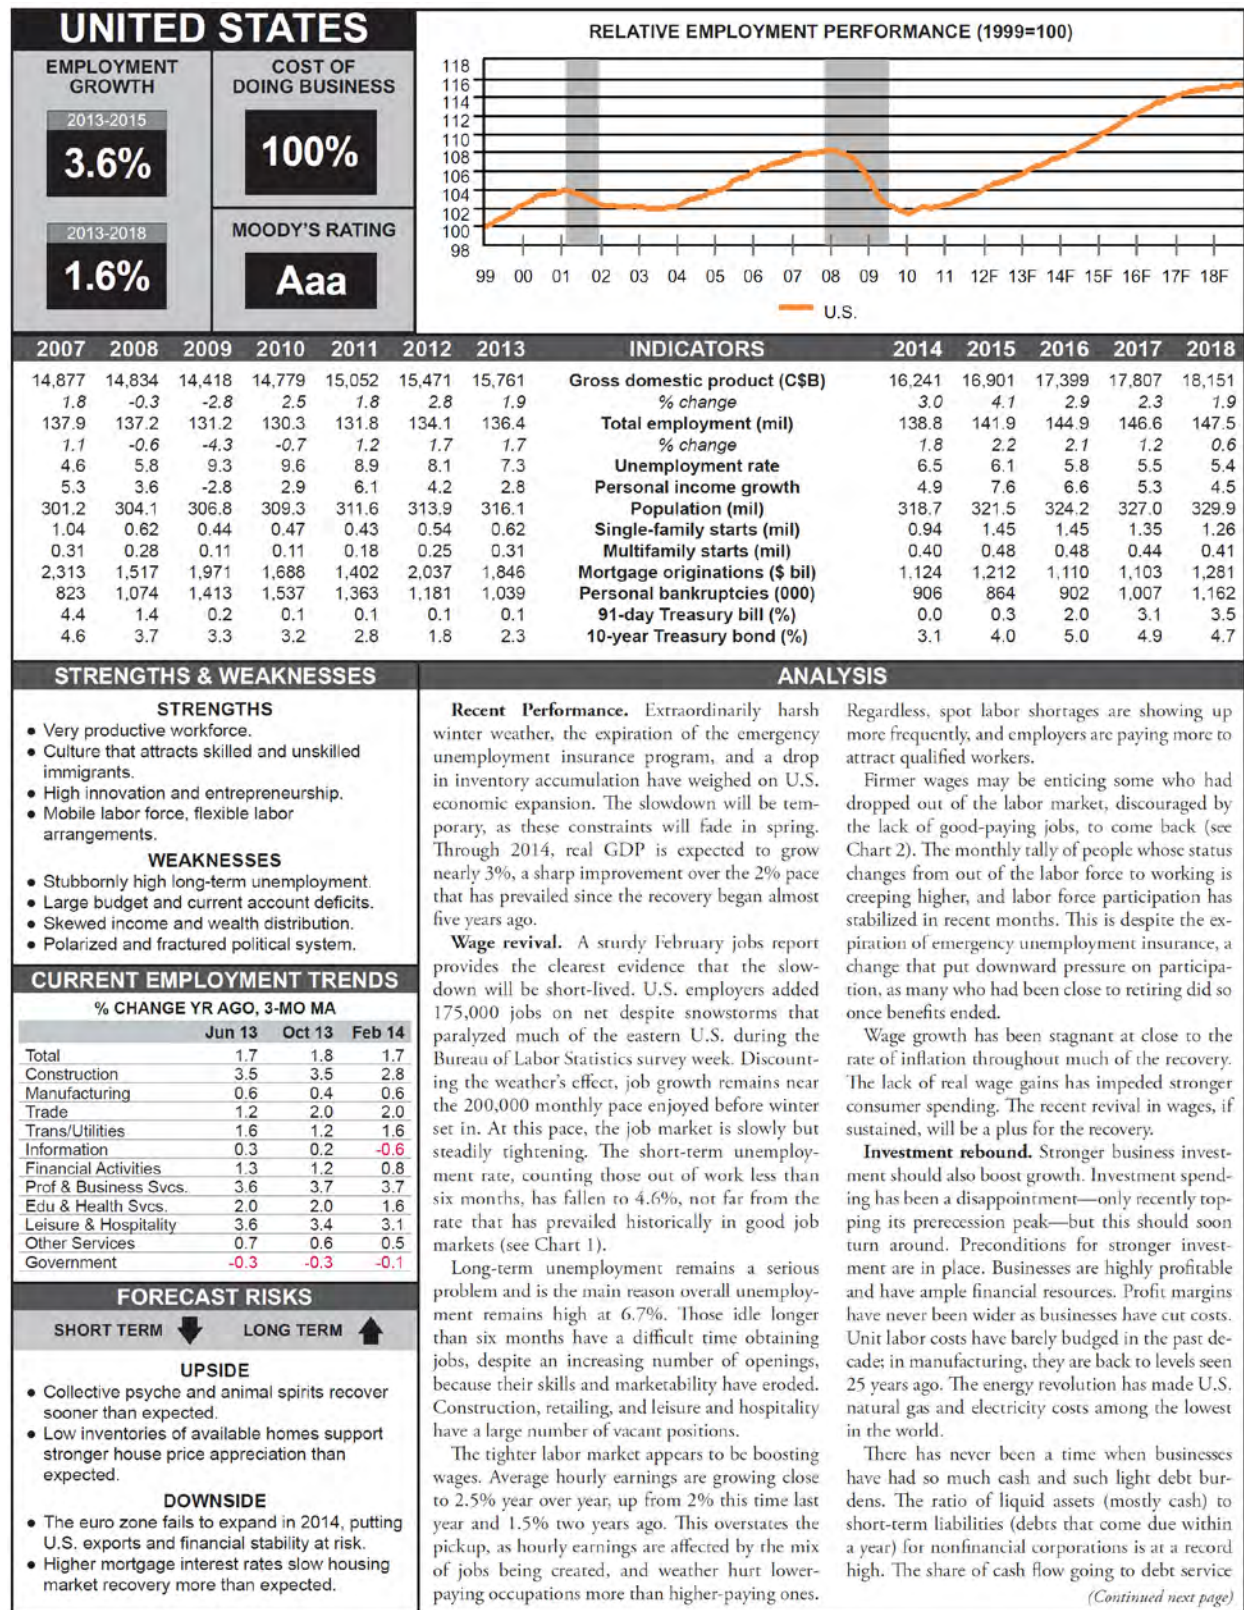 UNITED STATES
EMPLOYMENT
GROWTH
2013-2015
3.6%
2013-2018
1.6%
COST OF
DOING BUSINESS
100%
MOODY'S RATING
Aaa
RELATIVE EMPLOYMENT PERFORMANCE (1999=100)
118
116
114
112
110
108
106
104
102
100
98
99 00 01 02 03 04 05 06 07 08 09 10 11 12F 13F 14F 15F 16F 17F 18F
U.S.
2007 2008 2009 2010 2011 2012 2013 INDICATORS 2014 2015 2016 2017 2018
14,877 14,834 14,418 14,779 15,052 15,471 15,761 Gross domestic product (C$B) 16,241 16,901 17,399 17,807 18,151
1.8 -0.3 -2.8 2.5 1.8 2.8 1.9 % change 3.0 4.1 2.9 2.3 1.9
137.9 137.2 131.2 130.3 131.8 134.1 136.4 Total employment (mil) 138.8 141.9 144.9 146.6 147.5
1.1 -0.6 -4.3 -0.7 1.2 1.7 1.7 % change 1.8 2.2 2.1 1.2 0.6
4.6 5.8 9.3 9.6 8.9 8.1 7.3 Unemployment rate 6.5 6.1 5.8 5.5 5.4
5.3 3.6 -2.8 2.9 6.1 4.2 2.8 Personal income growth 4.9 7.6 6.6 5.3 4.5
301.2 304.1 306.8 309.3 311.6 313.9 316.1 Population (mil) 318.7 321.5 324.2 327.0 329.9
1.04 0.62 0.44 0.47 0.43 0.54 0.62 Single-family starts (mil) 0.94 1.45 1.45 1.35 1.26
0.31 0.28 0.11 0.11 0.18 0.25 0.31 Multifamily starts (mil) 0.40 0.48 0.48 0.44 0.41
2,313 1,517 1,971 1,688 1,402 2,037 1,846 Mortgage originations ($ bil) 1,124 1,212 1,110 1,103 1,281
823 1,074 1,413 1,537 1,363 1,181 1,039 Personal bankruptcies (000) 906 864 902 1,007 1,162
4.4 1.4 0.2 0.1 0.1 0.1 0.1 91-day Treasury bill (%) 0.0 0.3 2.0 3.1 3.5
4.6 3.7 3.3 3.2 2.8 1.8 2.3 10-year Treasury bond (%) 3.1 4.0 5.0 4.9 4.7
STRENGTHS & WEAKNESSES
STRENGTHS
• Very productive workforce.
• Culture that attracts skilled and unskilled
immigrants.
• High innovation and entrepreneurship.
• Mobile labor force, flexible labor
arrangements.
WEAKNESSES
• Stubbornly high long-term unemployment.
• Large budget and current account deficits.
• Skewed income and wealth distribution.
• Polarized and fractured political system.
CURRENT EMPLOYMENT TRENDS
% CHANGE YR AGO, 3-MO MA
Jun 13 Oct 13 Feb 14
Total 1.7 1.8 1.7
Construction 3.5 3.5 2.8
Manufacturing 0.6 0.4 0.6
Trade 1.2 2.0 2.0
Trans/Utilities 1.6 1.2 1.6
Information 0.3 0.2 -0.6
Financial Activities 1.3 1.2 0.8
Prof & Business Svcs. 3.6 3.7 3.7
Edu & Health Svcs. 2.0 2.0 1.6
Leisure & Hospitality 3.6 3.4 3.1
Other Services 0.7 0.6 0.5
Government -0.3 -0.3 -0.1
FORECAST RISKS
SHORT TERM LONG TERM
UPSIDE
• Collective psyche and animal spirits recover
sooner than expected.
• Low inventories of available homes support
stronger house price appreciation than
expected.
DOWNSIDE
• The euro zone fails to expand in 2014, putting
U.S. exports and financial stability at risk.
• Higher mortgage interest rates slow housing
market recovery more than expected.
ANALYSIS
Recent Performance. Extraordinarily harsh
winter weather, the expiration of the emergency
unemployment insurance program, and a drop
in inventory accumulation have weighed on U.S.
economic expansion. The slowdown will be tem-
porary, as these constraints will fade in spring.
Through 2014, real GDP is expected to grow
nearly 3%, a sharp improvement over the 2% pace
that has prevailed since the recovery began almost
five years ago.
Wage revival. A sturdy February jobs report
provides the clearest evidence that the slow-
down will be short-lived. U.S. employers added
175,000 jobs on net despite snowstorms that
paralyzed much of the eastern U.S. during the
Bureau of Labor Statistics survey week. Discount-
ing the weather's effect, job growth remains near
the 200,000 monthly pace enjoyed before winter
set in. At this pace, the job market is slowly but
steadily tightening. The short-term unemploy-
ment rate, counting those out of work less than
six months, has fallen to 4.6%, not far from the
rate that has prevailed historically in good job
markets (see Chart 1).
Long-term unemployment remains a serious
problem and is the main reason overall unemploy-
ment remains high at 6.7%. Those idle longer
than six months have a difficult time obtaining
jobs, despite an increasing number of openings,
because their skills and marketability have eroded.
Construction, retailing, and leisure and hospitality
have a large number of vacant positions.
The tighter labor market appears to be boosting
wages. Average hourly earnings are growing close
to 2.5% year over year, up from 2% this time last
year and 1.5% two years ago. This overstates the
pickup, as hourly earnings are affected by the mix
of jobs being created, and weather hurt lower-
paying occupations more than higher-paying ones.
Regardless, spot labor shortages are showing up
more frequently, and employers are paying more to
attract qualified workers.
Firmer wages may be enticing some who had
dropped out of the labor market, discouraged by
the lack of good-paying jobs, to come back (see
Chart 2). The monthly tally of people whose status
changes from out of the labor force to working is
creeping higher, and labor force participation has
stabilized in recent months. This is despite the ex-
piration of emergency unemployment insurance, a
change that put downward pressure on participa-
tion, as many who had been close to retiring did so
once benefits ended.
Wage growth has been stagnant at close to the
rate of inflation throughout much of the recovery.
The lack of real wage gains has impeded stronger
consumer spending. The recent revival in wages, if
sustained, will be a plus for the recovery.
Investment rebound. Stronger business invest-
ment should also boost growth. Investment spend-
ing has been a disappointment—only recently top-
ping its prerecession peak—but this should soon
turn around. Preconditions for stronger invest-
ment are in place. Businesses are highly profitable
and have ample financial resources. Profit margins
have never been wider as businesses have cut costs.
Unit labor costs have barely budged in the past de-
cade; in manufacturing, they are back to levels seen
25 years ago. The energy revolution has made U.S.
natural gas and electricity costs among the lowest
in the world.
There has never been a time when businesses
have had so much cash and such light debt bur-
dens. The ratio of liquid assets (mostly cash) to
short-term liabilities (debts that come due within
a year) for nonfinancial corporations is at a record
high. The share of cash flow going to debt service
(Continued next page)